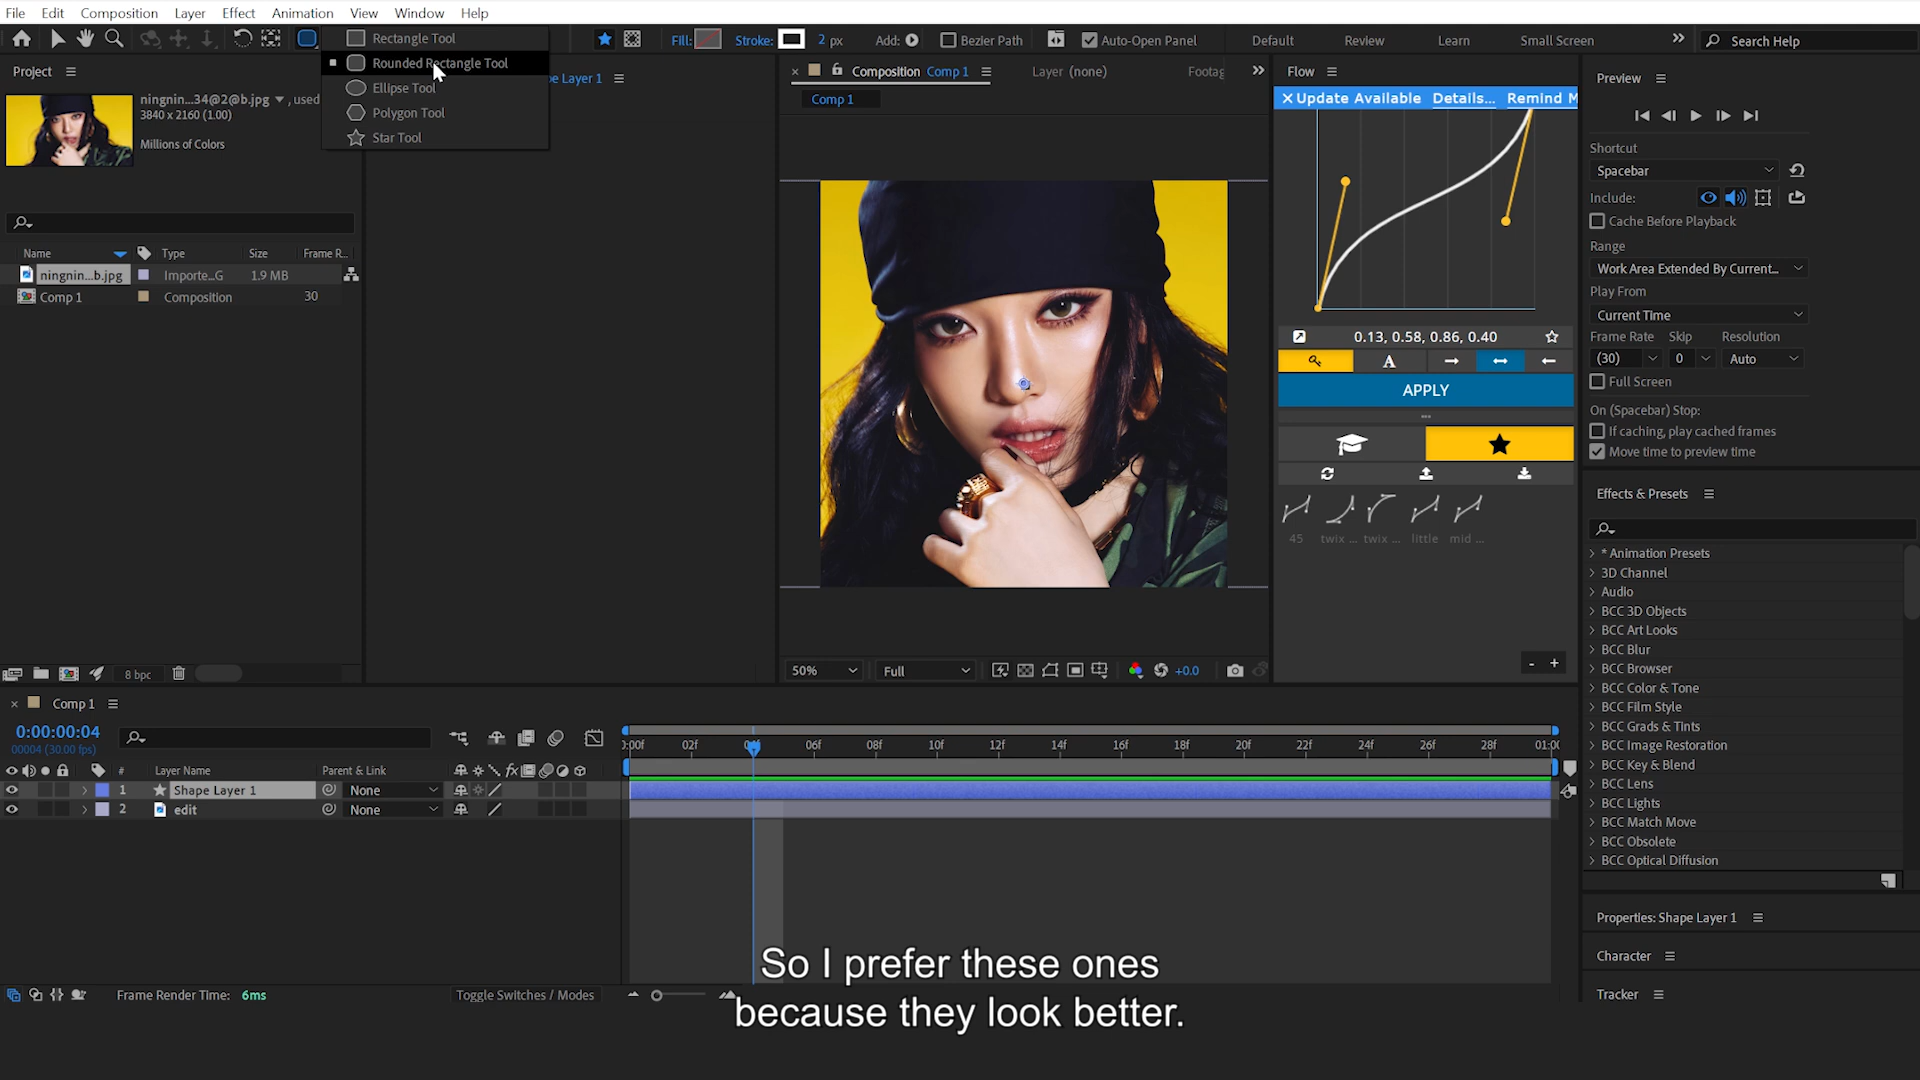 File Edit Composition Layer Effect Animation View Window Help
Rectangle Tool
Rounded Rectangle Tool
Ellipse Tool
Polygon Tool
Star Tool
Fill: Stroke: 2 px Add: Bezier Path Auto-Open Panel Default Review Learn Small Screen Search Help
Project
ningnin...34@2@b.jpg , used
3840 x 2160 (1.00)
Millions of Colors
Name Type Size Frame R...
ningnin...b.jpg Importe...G 1.9 MB
Comp 1 Composition 30
8 bpc
pe Layer 1
Composition Comp 1 Layer (none) Footag
Comp 1
50% Full +0.0
Flow
Update Available Details... Remind M
0.13, 0.58, 0.86, 0.40
A
APPLY
45 twix ... twix ... little mid ...
- +
Preview
Shortcut
Spacebar
Include:
Cache Before Playback
Range
Work Area Extended By Current...
Play From
Current Time
Frame Rate Skip Resolution
(30) 0 Auto
Full Screen
On (Spacebar) Stop:
If caching, play cached frames
Move time to preview time
Effects & Presets
* Animation Presets
3D Channel
Audio
BCC 3D Objects
BCC Art Looks
BCC Blur
BCC Browser
BCC Color & Tone
BCC Film Style
BCC Grads & Tints
BCC Image Restoration
BCC Key & Blend
BCC Lens
BCC Lights
BCC Match Move
BCC Obsolete
BCC Optical Diffusion
Properties: Shape Layer 1
Character
Tracker
Comp 1
0:00:00:04
00004 (30.00 fps)
0:00f 02f 04f 06f 08f 10f 12f 14f 16f 18f 20f 22f 24f 26f 28f 01:00
# Layer Name Parent & Link
1 Shape Layer 1 None
2 edit None
Frame Render Time: 6ms Toggle Switches / Modes
So I prefer these ones
because they look better.